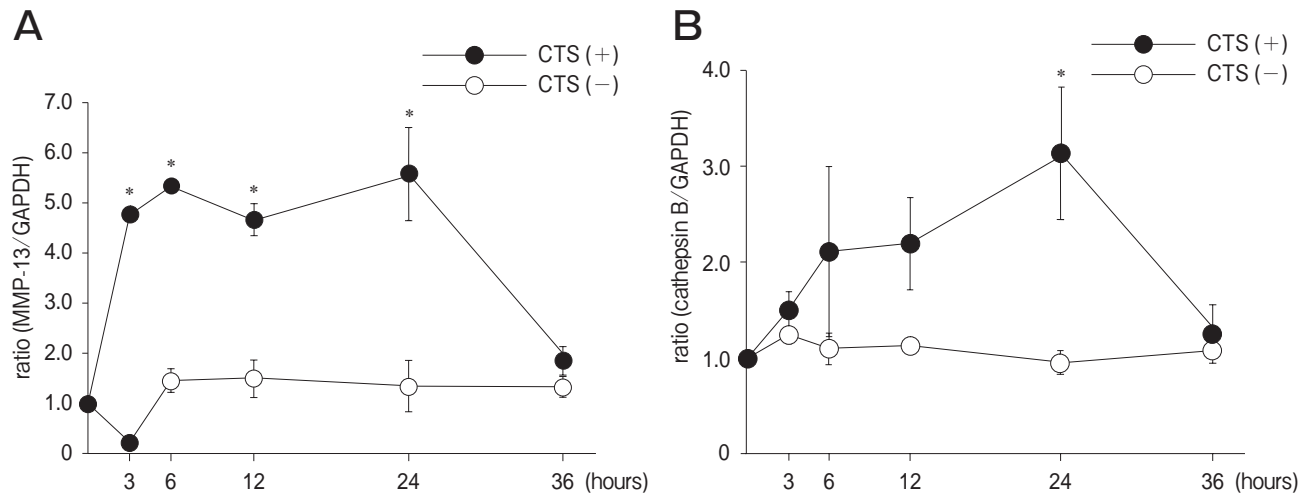 A
CTS (+)
CTS (−)
ratio (MMP-13/GAPDH)
7.0
6.0
5.0
4.0
3.0
2.0
1.0
0
*
*
*
*
3 6 12 24 36 (hours)
B
CTS (+)
CTS (−)
ratio (cathepsin B/GAPDH)
4.0
3.0
2.0
1.0
0
*
3 6 12 24 36 (hours)